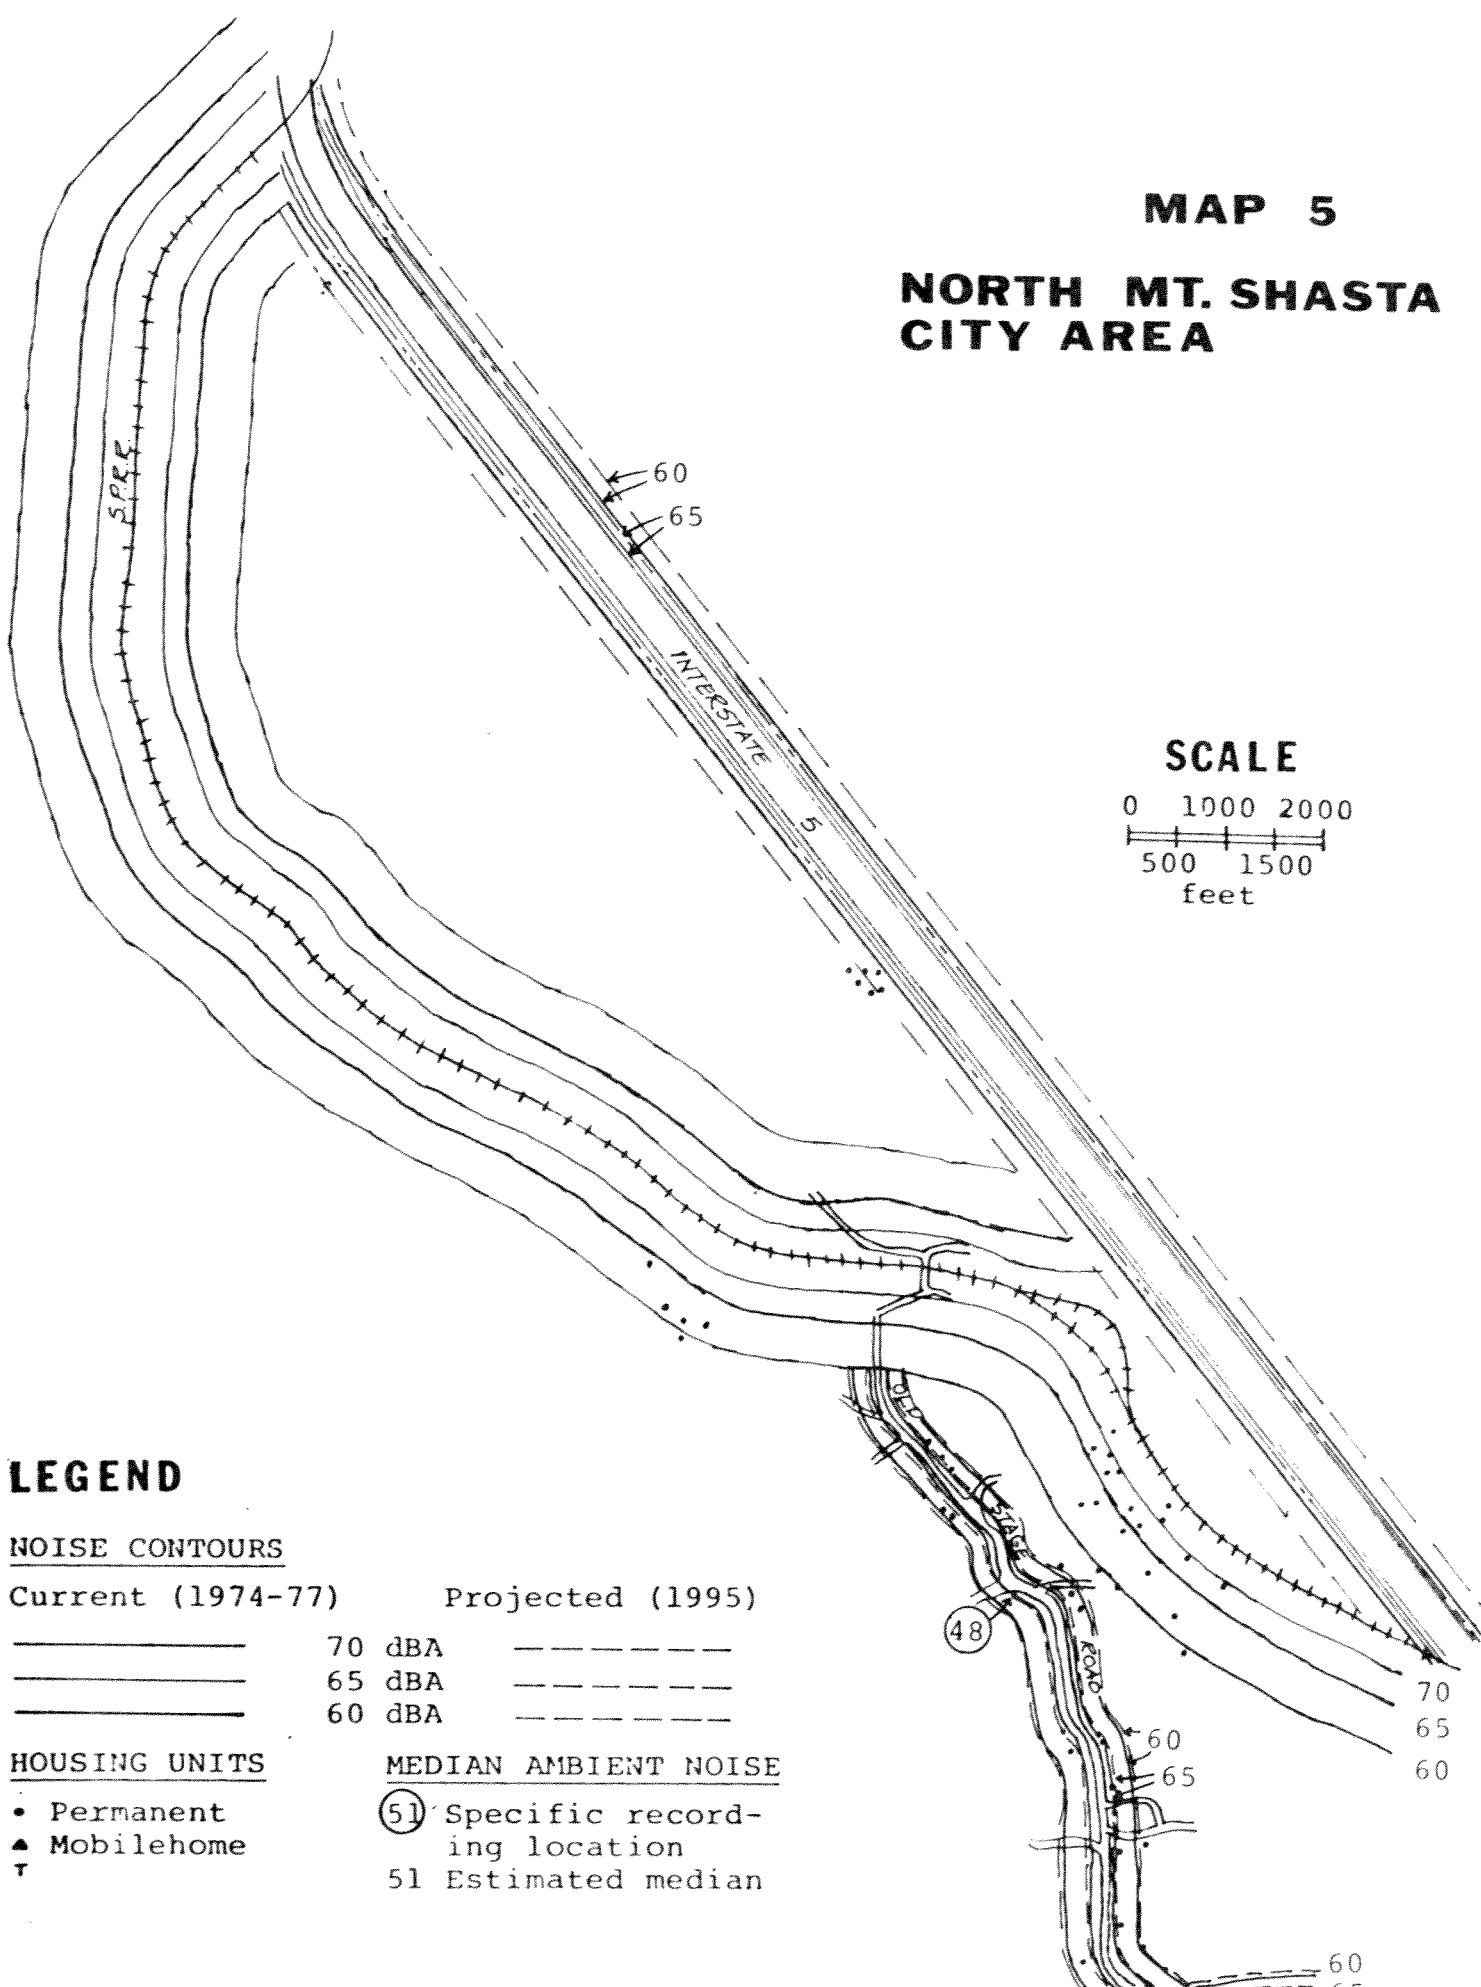 MAP 5
NORTH MT. SHASTA
CITY AREA
60
65
S.P.R.R.
INTERSTATE 5
SCALE
0 1000 2000
500 1500
feet
OLD STAGE ROAD
48
70
65
60
60
65
60
LEGEND
NOISE CONTOURS
Current (1974-77) Projected (1995)
70 dBA
65 dBA
60 dBA
HOUSING UNITS
Permanent
Mobilehome
MEDIAN AMBIENT NOISE
51 Specific record-
ing location
51 Estimated median